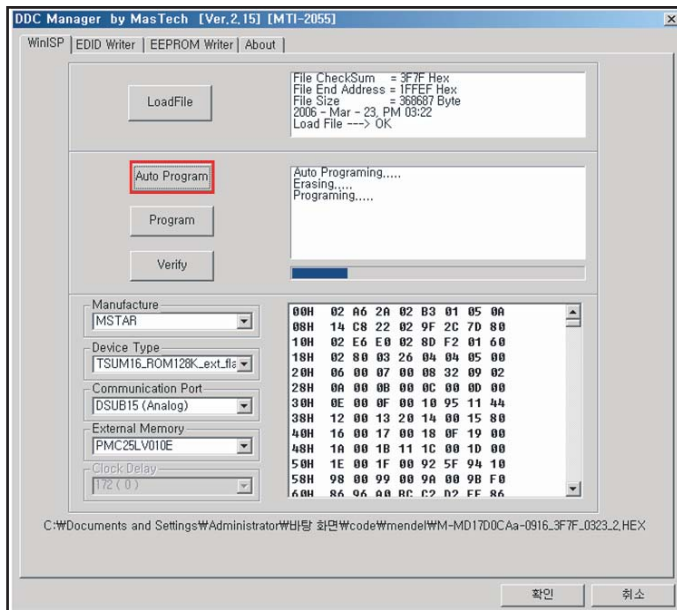 DDC Manager by MasTech [Ver,2,15] [MTI-2055]
WinISP EDID Writer EEPROM Writer About
LoadFile
File CheckSum = 3F7F Hex
File End Address = 1FFEF Hex
File Size = 368687 Byte
2006 - Mar - 23, PM 03:22
Load File ---> OK
Auto Program
Program
Verify
Auto Programing,,,,,
Erasing,,,,,
Programing,,,,,
Manufacture
MSTAR
Device Type
TSUM16_ROM128K_ext_fla
Communication Port
DSUB15 (Analog)
External Memory
PMC25LV010E
Clock Delay
172 ( 0 )
00H 02 A6 2A 02 B3 01 05 0A
08H 14 C8 22 02 9F 2C 7D 80
10H 02 E6 E0 02 8D F2 01 60
18H 02 80 03 26 04 04 05 00
20H 06 00 07 00 08 32 09 02
28H 0A 00 0B 00 0C 00 0D 00
30H 0E 00 0F 00 10 95 11 44
38H 12 00 13 20 14 00 15 80
40H 16 00 17 00 18 0F 19 00
48H 1A 00 1B 11 1C 00 1D 00
50H 1E 00 1F 00 92 5F 94 10
58H 98 00 99 00 9A 00 9B F0
60H 86 96 A0 BC C2 D2 EE 86
C:₩Documents and Settings₩Administrator₩바탕 화면₩code₩mendel₩M-MD17D0CAa-0916_3F7F_0323_2,HEX
확인 취소